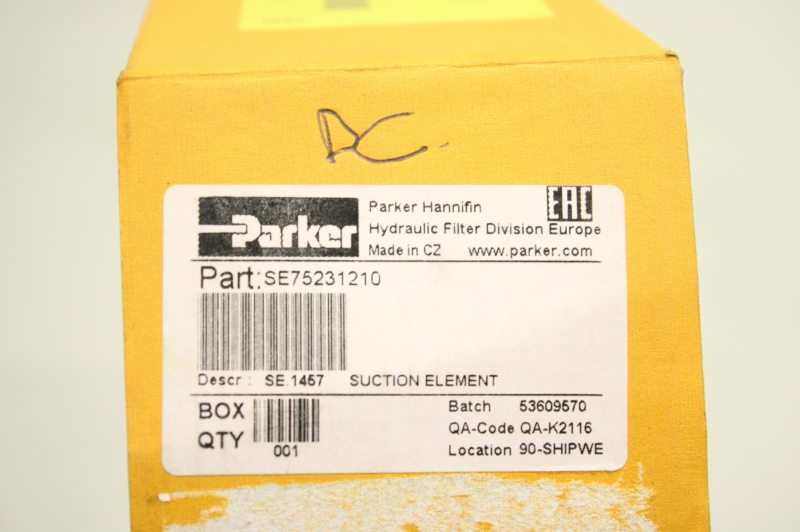 AC.
Parker
Parker Hannifin
EAC
Hydraulic Filter Division Europe
Made in CZ www.parker.com
Part: SE75231210
Descr : SE.1457 SUCTION ELEMENT
BOX QTY 001
Batch 53609570
QA-Code QA-K2116
Location 90-SHIPWE